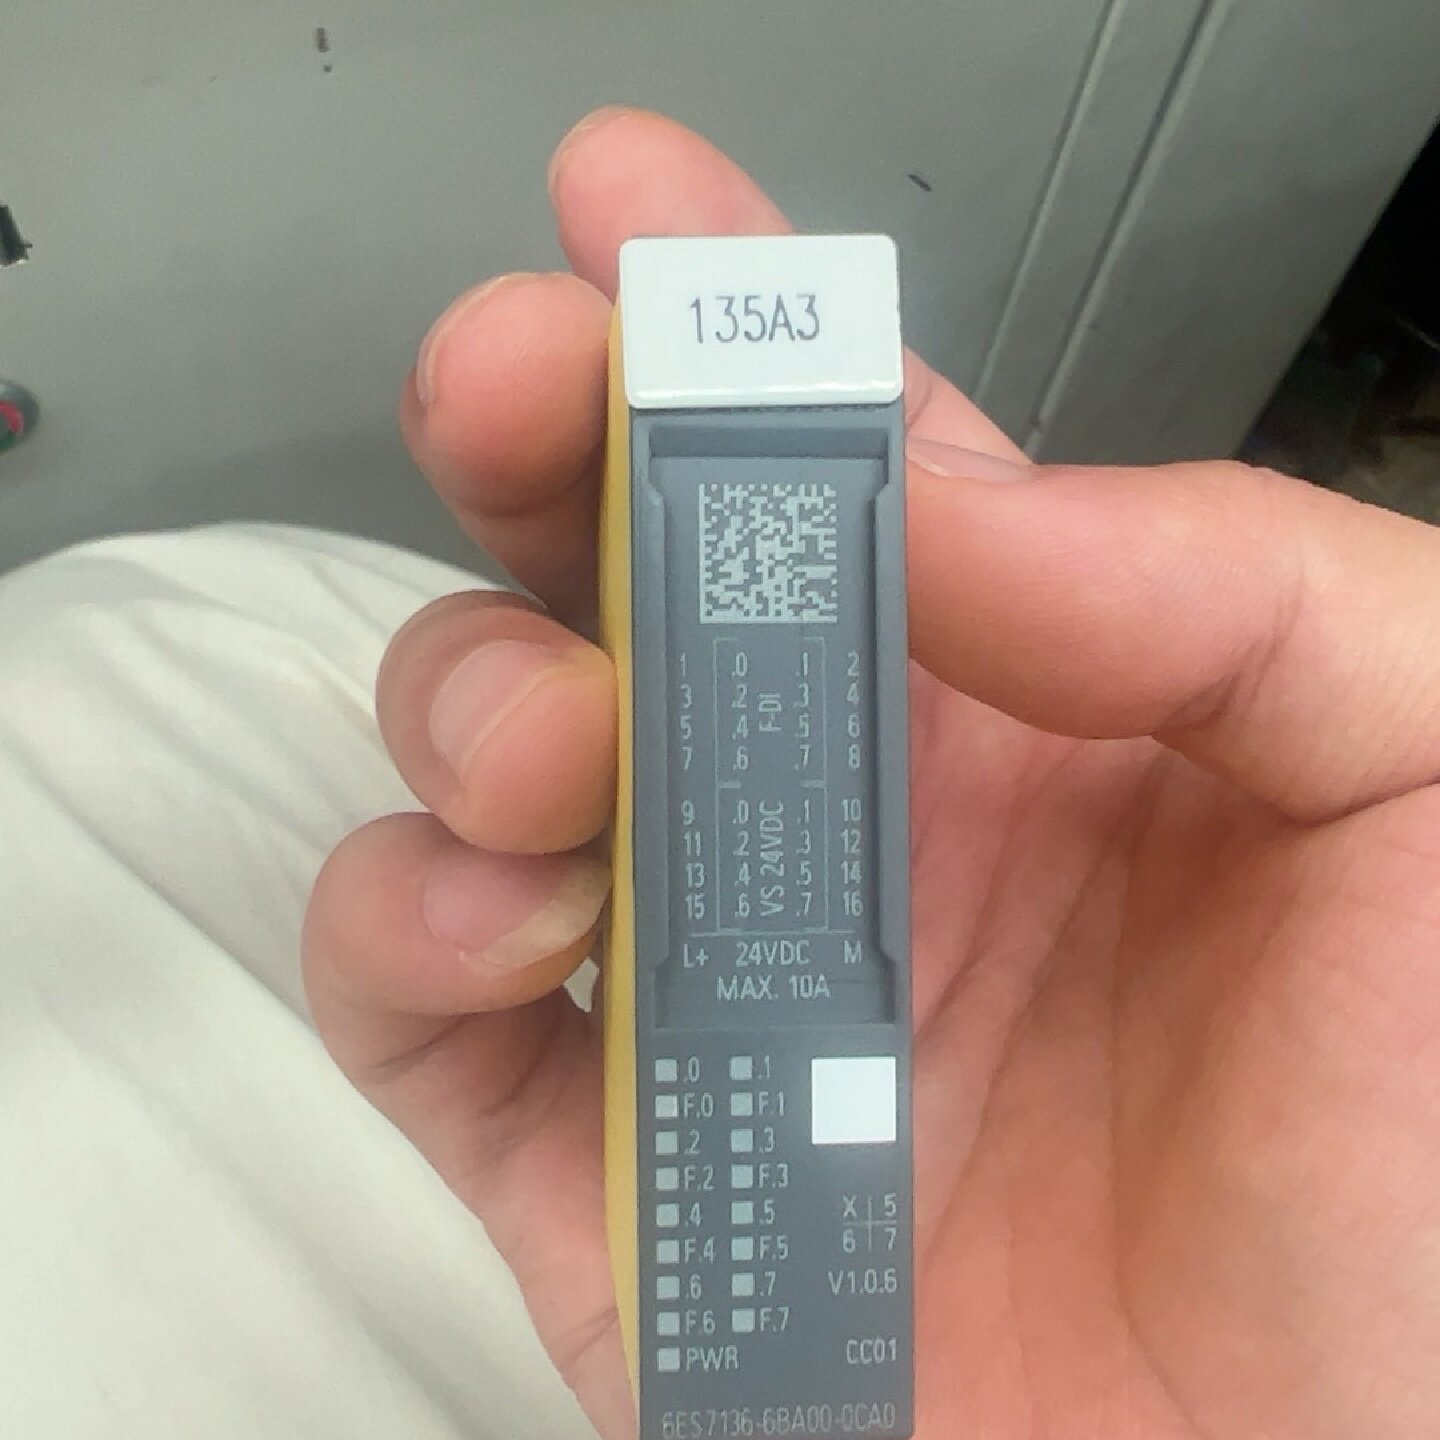 135A3
1 .0 .1 2
3 .2 .3 4
5 .4 .5 6
7 .6 .7 8
F-DI
9 .0 .1 10
11 .2 .3 12
13 .4 .5 14
15 .6 .7 16
VS 24VDC
L+ 24VDC M
MAX. 10A
.0 .1
F.0 F.1
.2 .3
F.2 F.3
.4 .5
F.4 F.5
.6 .7
F.6 F.7
PWR
X 5
6 7
V1.0.6
CC01
6ES7136-6BA00-0CA0